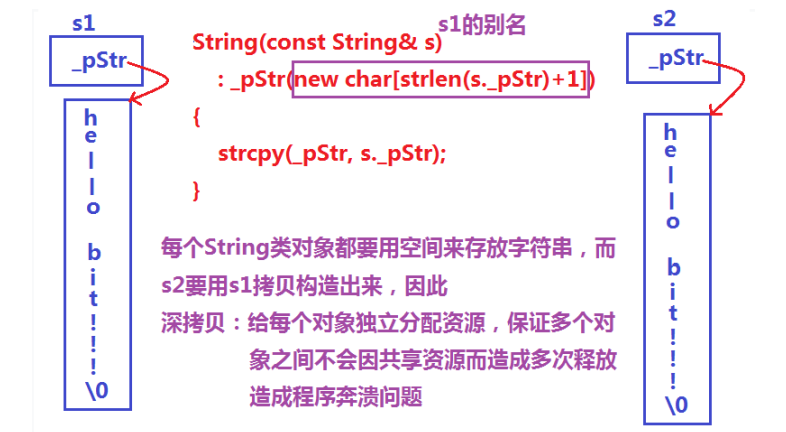 s1
_pStr
h
e
l
l
o
b
i
t
!
!
!
\0
s1的别名
String(const String& s)
: _pStr(new char[strlen(s._pStr)+1])
{
strcpy(_pStr, s._pStr);
}
每个String类对象都要用空间来存放字符串，而
s2要用s1拷贝构造出来，因此
深拷贝：给每个对象独立分配资源，保证多个对
象之间不会因共享资源而造成多次释放
造成程序奔溃问题
s2
_pStr
h
e
l
l
o
b
i
t
!
!
!
\0